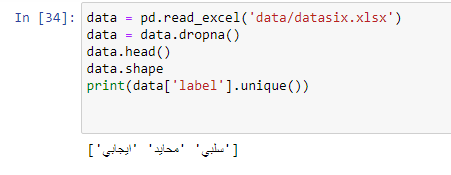 In [34]: data = pd.read_excel('data/datasix.xlsx')
data = data.dropna()
data.head()
data.shape
print(data['label'].unique())
['سلبي' 'محايد' 'ايجابي']